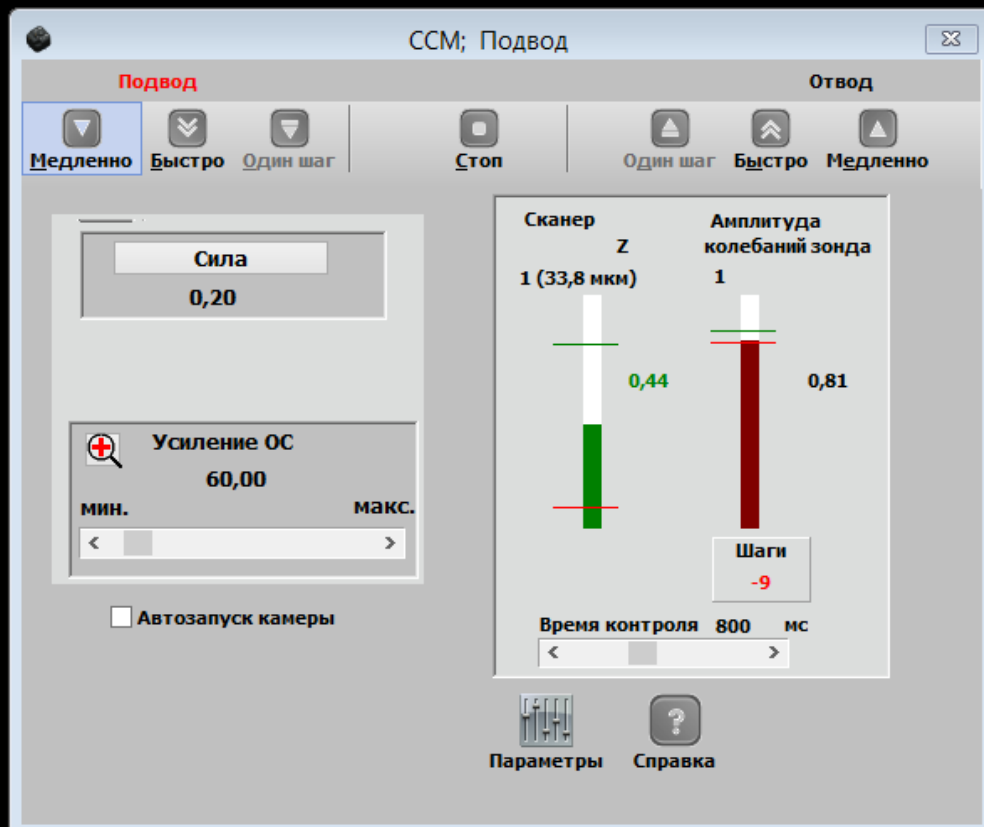 ССМ; Подвод
Подвод Отвод
Медленно Быстро Один шаг Стоп Один шаг Быстро Медленно
Сила
0,20
Усиление ОС
60,00
мин. макс.
Автозапуск камеры
Сканер
Z
1 (33,8 мкм)
0,44
Амплитуда
колебаний зонда
1
0,81
Шаги
-9
Время контроля 800 мс
Параметры Справка